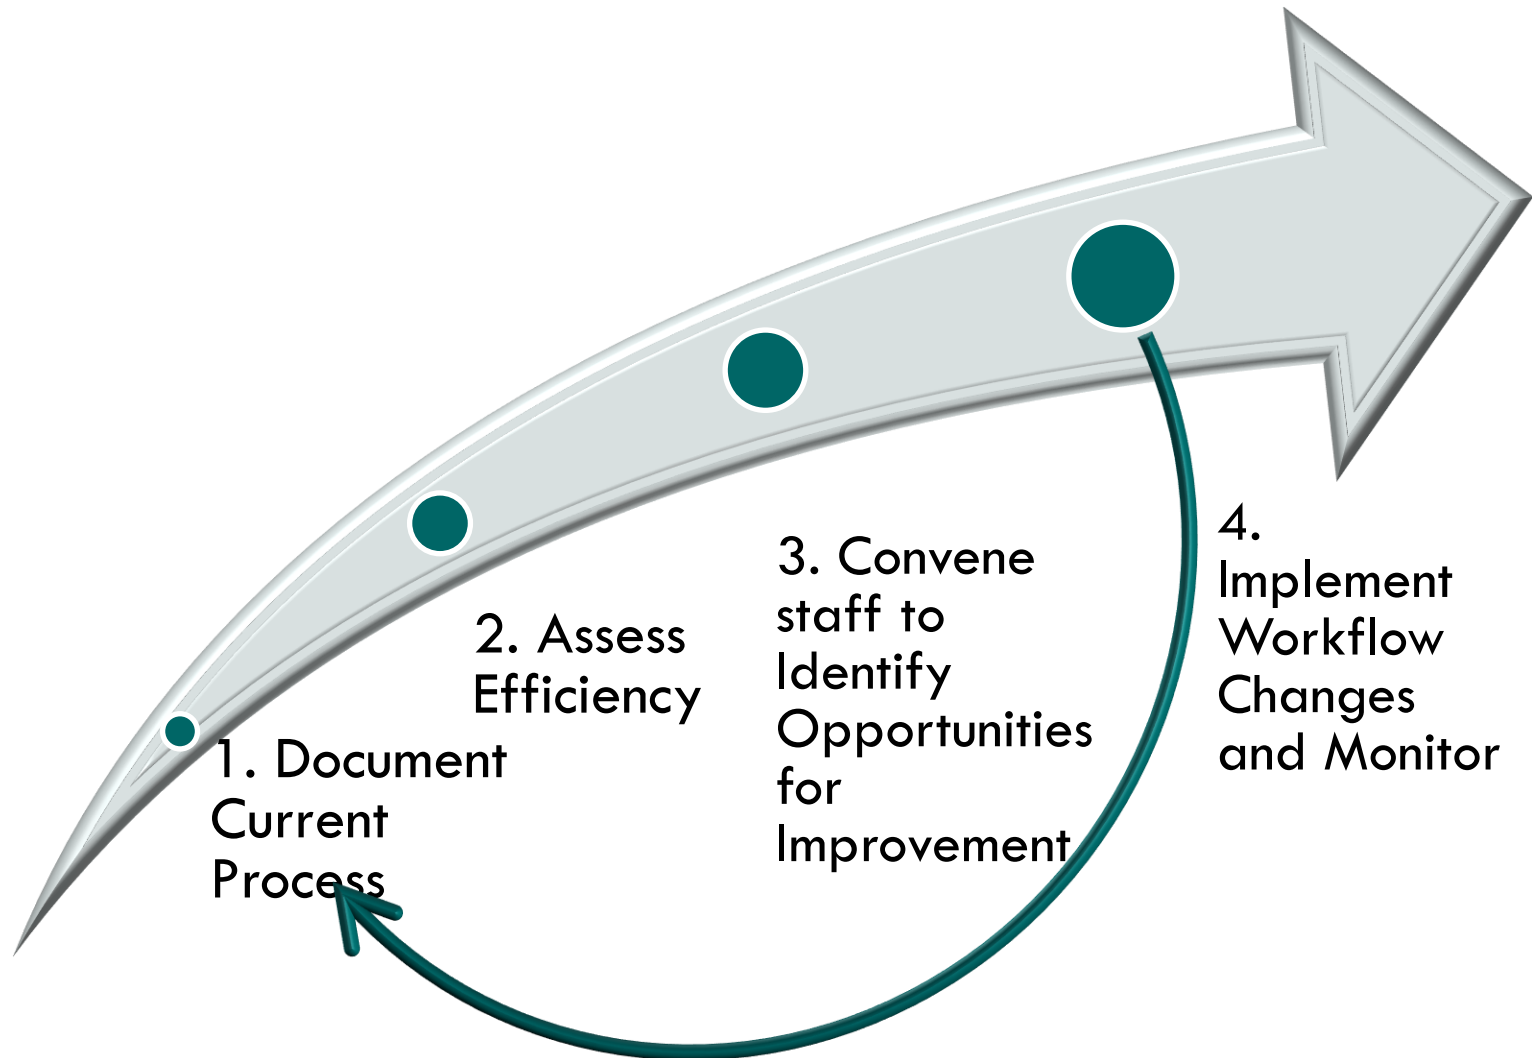 1. Document
Current
Process
2. Assess
Efficiency
3. Convene
staff to
Identify
Opportunities
for
Improvement
4.
Implement
Workflow
Changes
and Monitor